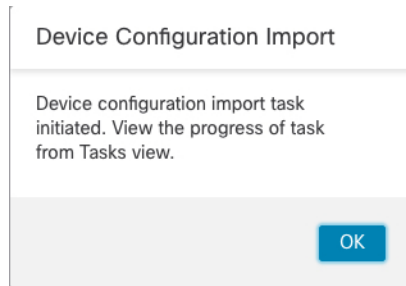 Device Configuration Import
Device configuration import task
initiated. View the progress of task
from Tasks view.
OK